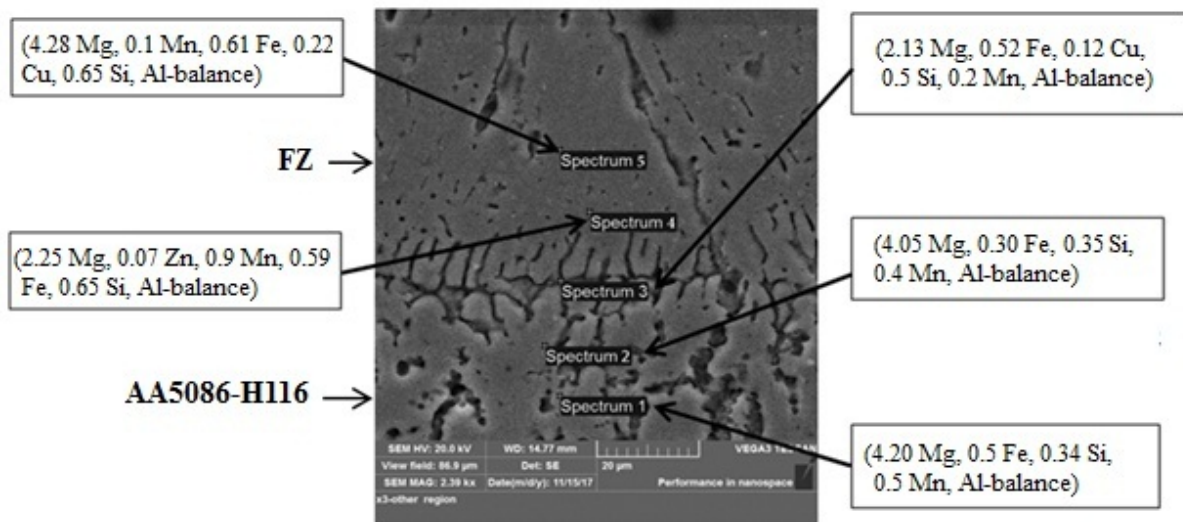 (4.28 Mg, 0.1 Mn, 0.61 Fe, 0.22
Cu, 0.65 Si, Al-balance)
(2.13 Mg, 0.52 Fe, 0.12 Cu,
0.5 Si, 0.2 Mn, Al-balance)
FZ
Spectrum 5
Spectrum 4
(2.25 Mg, 0.07 Zn, 0.9 Mn, 0.59
Fe, 0.65 Si, Al-balance)
(4.05 Mg, 0.30 Fe, 0.35 Si,
0.4 Mn, Al-balance)
Spectrum 3
Spectrum 2
AA5086-H116
Spectrum 1
(4.20 Mg, 0.5 Fe, 0.34 Si,
0.5 Mn, Al-balance)
SEM HV: 20.0 kV WD: 14.77 mm VEGA3
View field: 86.9 µm Det: SE 20 µm
SEM MAG: 2.39 kx Date(m/d/y): 11/15/17 Performance in nanospace
x3-other region